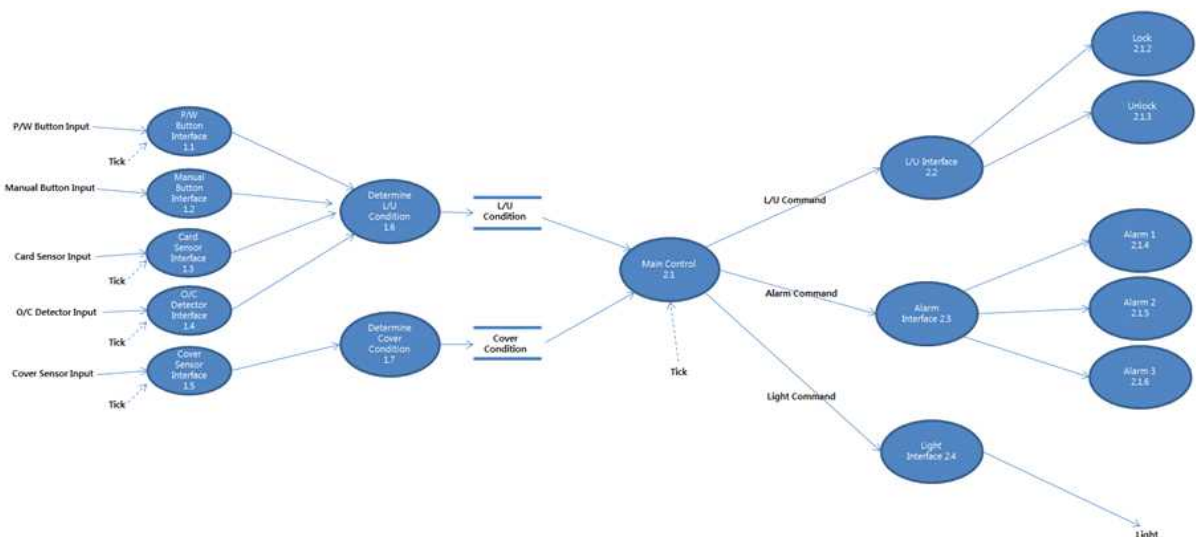 P/W Button Input
P/W
Button
Interface
1.1
Tick
Manual Button Input
Manual
Button
Interface
1.2
Card Sensor Input
Card
Sensor
Interface
1.3
Tick
O/C Detector Input
O/C
Detector
Interface
1.4
Tick
Cover Sensor Input
Cover
Sensor
Interface
1.5
Tick
Determine
L/U
Condition
1.6
Determine
Cover
Condition
1.7
L/U
Condition
Cover
Condition
Main Control
2.1
Tick
L/U Command
Alarm Command
Light Command
L/U Interface
2.2
Alarm
Interface 2.3
Light
Interface 2.4
Lock
2.1.2
Unlock
2.1.3
Alarm 1
2.1.4
Alarm 2
2.1.5
Alarm 3
2.1.6
Light